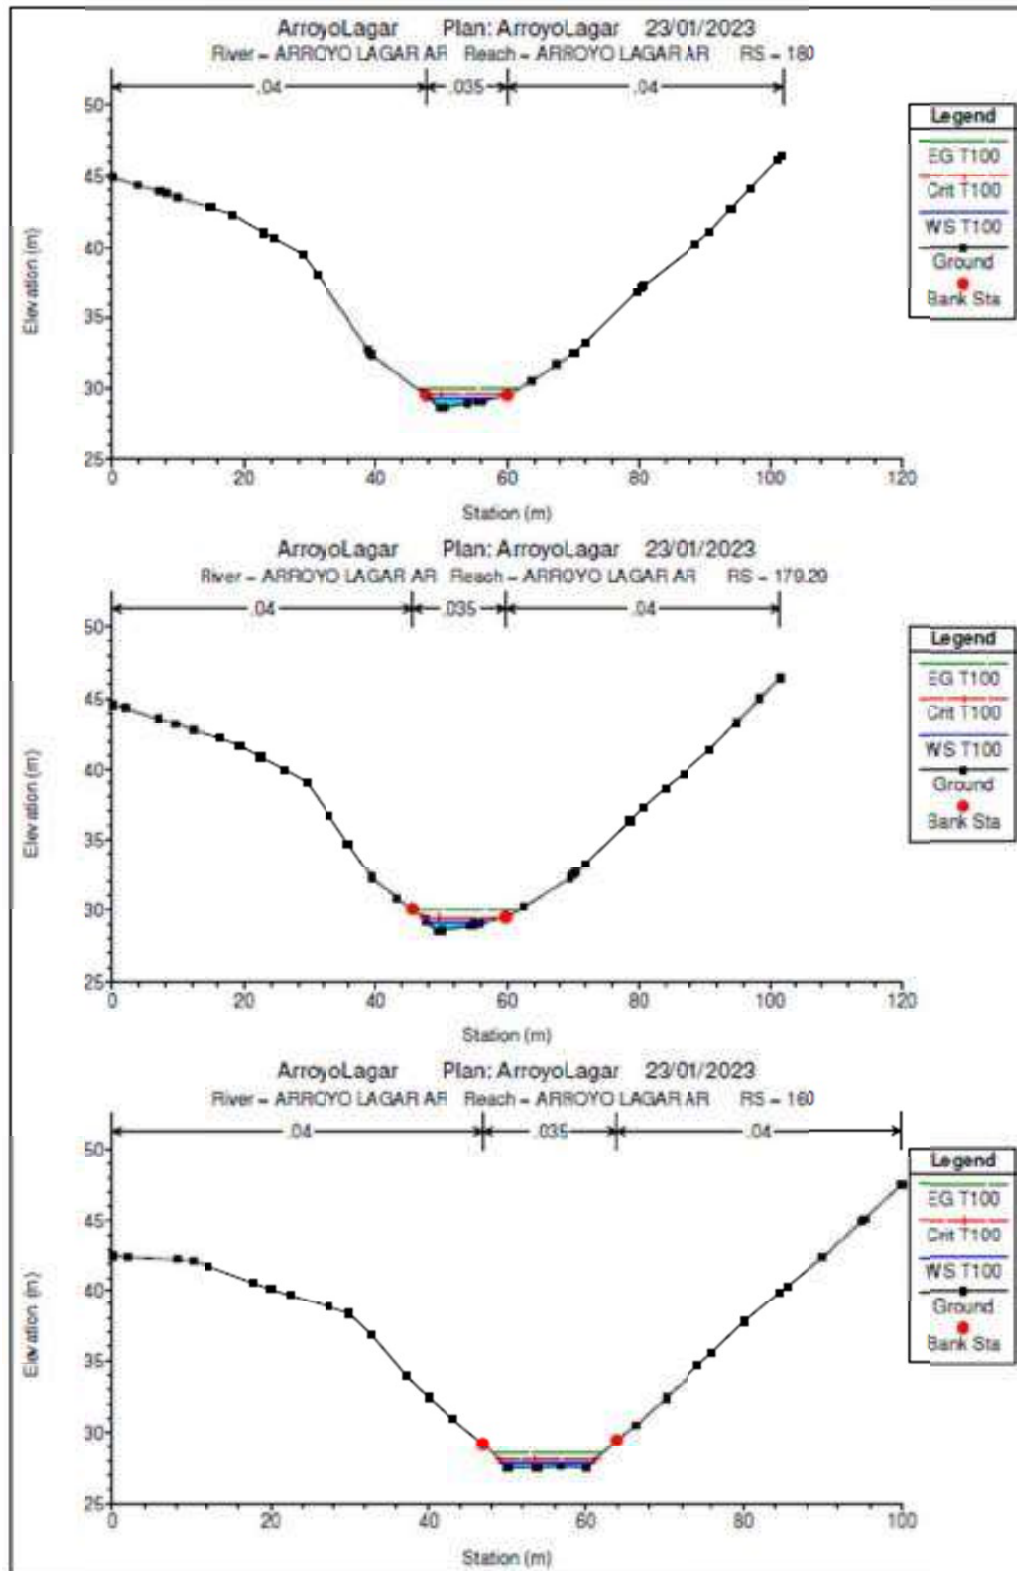 ArroyoLagar Plan: ArroyoLagar 23/01/2023
River = ARROYO LAGAR AR Reach = ARROYO LAGAR AR RS = 180
.04 .035 .04
Legend
EG T100
Crit T100
WS T100
Ground
Bank Sta
Elevation (m)
50
45
40
35
30
25
0 20 40 60 80 100 120
Station (m)
ArroyoLagar Plan: ArroyoLagar 23/01/2023
River = ARROYO LAGAR AR Reach = ARROYO LAGAR AR RS = 179.29
.04 .035 .04
Legend
EG T100
Crit T100
WS T100
Ground
Bank Sta
Elevation (m)
50
45
40
35
30
25
0 20 40 60 80 100 120
Station (m)
ArroyoLagar Plan: ArroyoLagar 23/01/2023
River = ARROYO LAGAR AR Reach = ARROYO LAGAR AR RS = 160
.04 .035 .04
Legend
EG T100
Crit T100
WS T100
Ground
Bank Sta
Elevation (m)
50
45
40
35
30
25
0 20 40 60 80 100
Station (m)